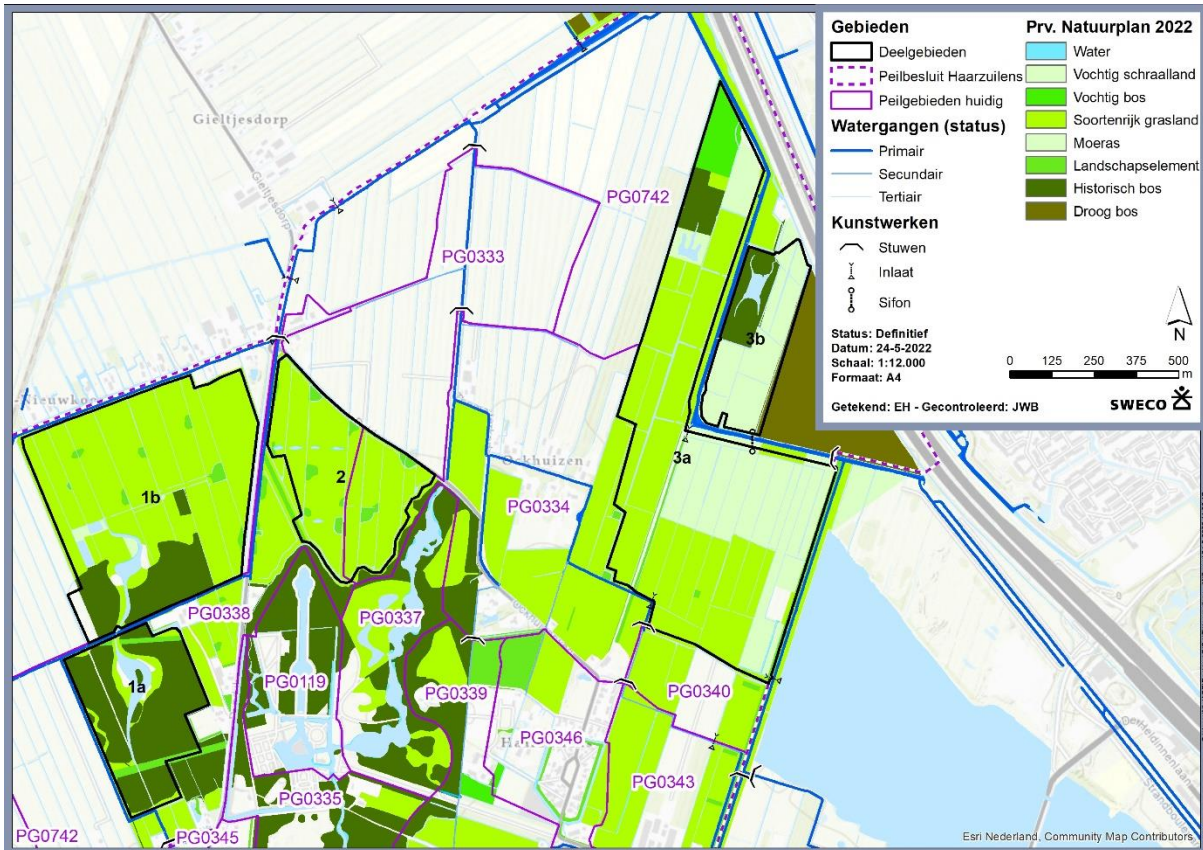 Gebieden
Deelgebieden
Peilbesluit Haarzuilens
Peilgebieden huidig
Watergangen (status)
Primair
Secundair
Tertiair
Kunstwerken
Stuwen
Inlaat
Sifon
Status: Definitief
Datum: 24-5-2022
Schaal: 1:12.000
Formaat: A4
Getekend: EH - Gecontroleerd: JWB
Prv. Natuurplan 2022
Water
Vochtig schraalland
Vochtig bos
Soortenrijk grasland
Moeras
Landschapselement
Historisch bos
Droog bos
N
0 125 250 375 500
m
SWECO
Gieltjesdorp
Gieltjesdorp
PG0742
PG0333
3b
Ockhuizen
3a
2
1b
PG0334
PG0338
PG0337
1a
PG0119
PG0339
PG0340
PG0346
PG0343
PG0335
PG0345
PG0742
Esri Nederland, Community Map Contributors